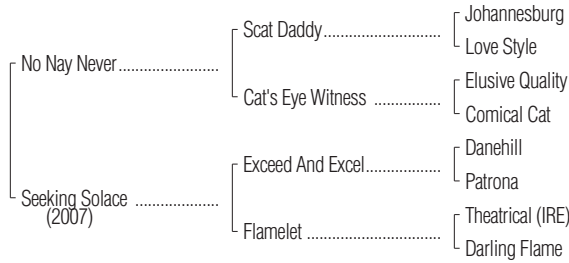 Johannesburg
Scat Daddy................................
Love Style
No Nay Never...........................
Elusive Quality
Cat's Eye Witness ..................
Comical Cat
Danehill
Exceed And Excel.....................
Patrona
Seeking Solace ......................
(2007)
Theatrical (IRE)
Flamelet ....................................
Darling Flame